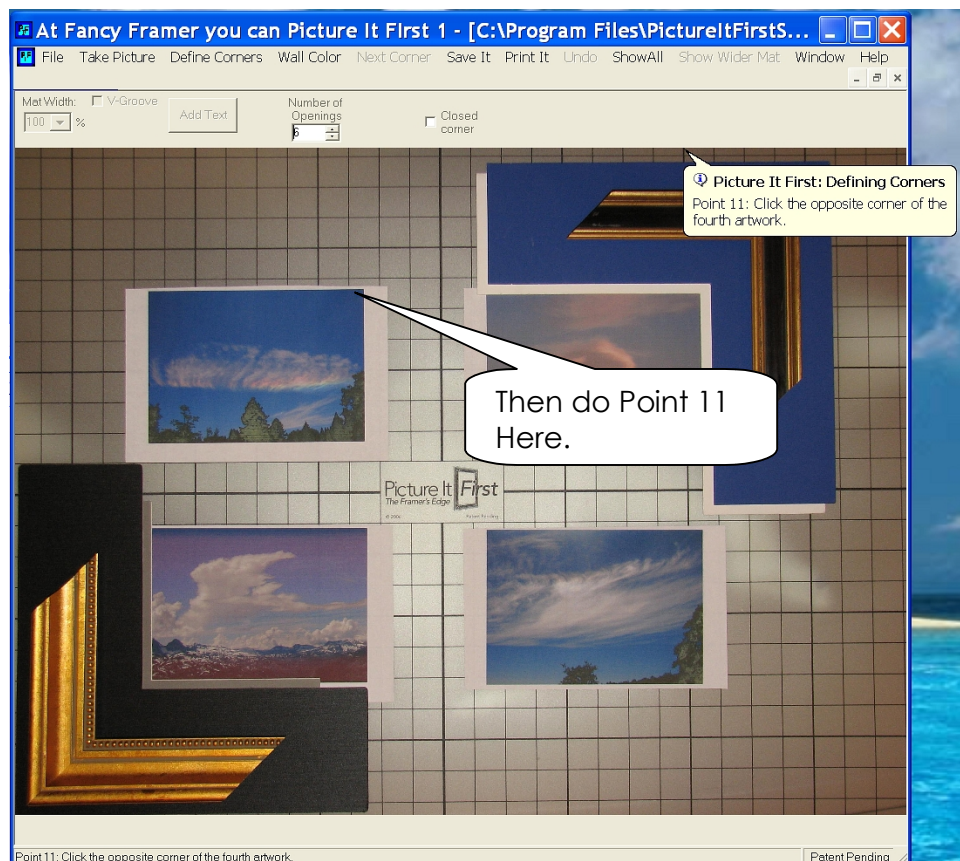 At Fancy Framer you can Picture It First 1 - [C:\Program Files\PictureItFirstS...
File Take Picture Define Corners Wall Color Next Corner Save It Print It Undo ShowAll Show Wider Mat Window Help
Mat Width:
V-Groove
100 %
Add Text
Number of
Openings
6
Closed
corner
Picture It First: Defining Corners
Point 11: Click the opposite corner of the
fourth artwork.
Then do Point 11
Here.
Picture It First
The Framer's Edge
© 2004 Patent Pending
Point 11: Click the opposite corner of the fourth artwork.
Patent Pending